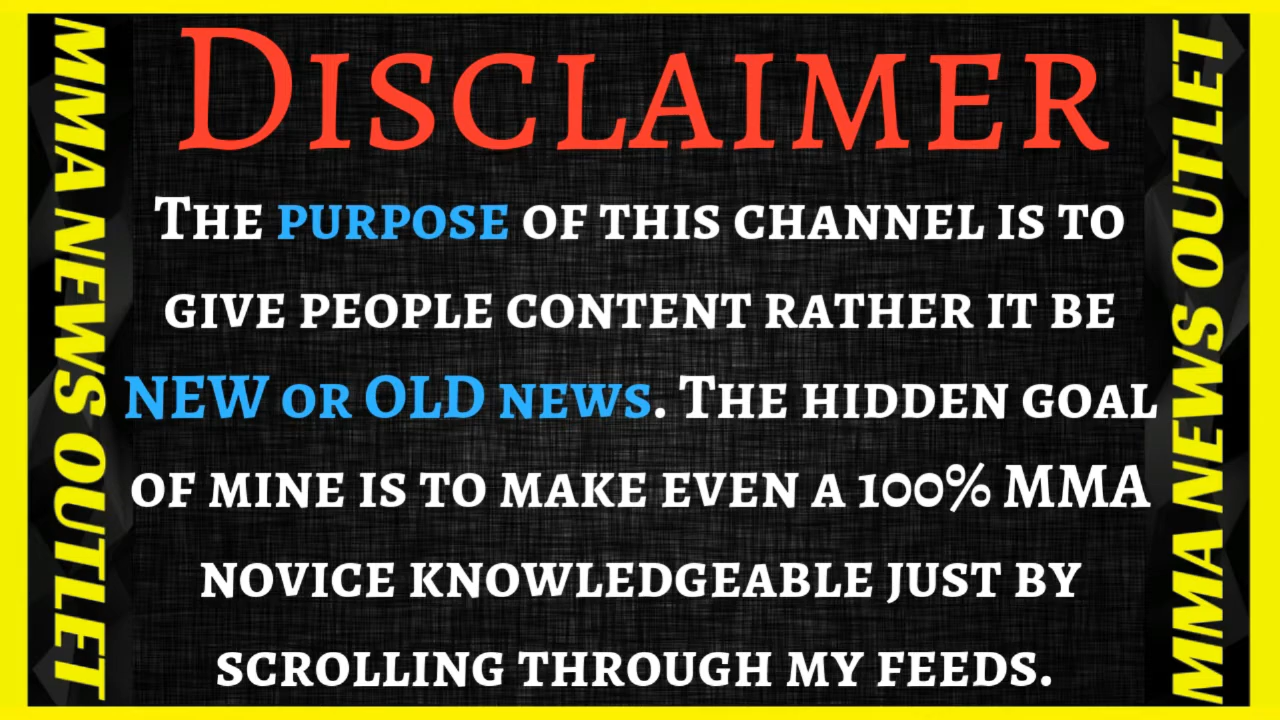 Disclaimer
The purpose of this channel is to
give people content rather it be
NEW or OLD news. The hidden goal
of mine is to make even a 100% MMA
novice knowledgeable just by
scrolling through my feeds.
MMA NEWS OUTLET
MMA NEWS OUTLET